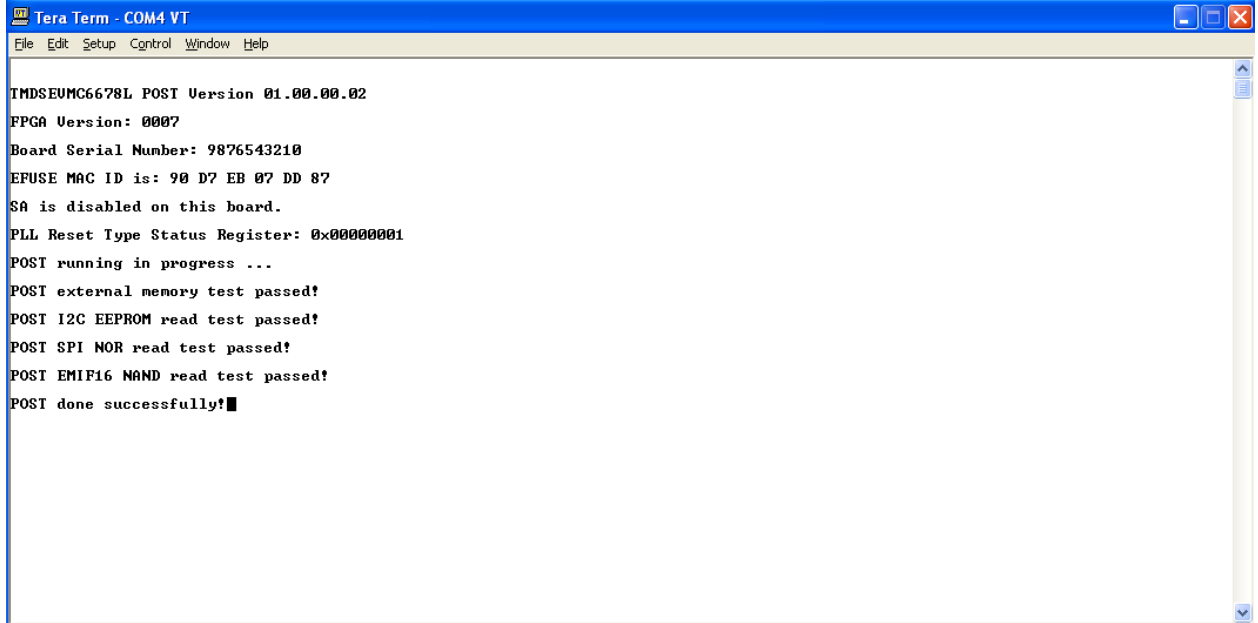 Tera Term - COM4 VT
File Edit Setup Control Window Help
TMDSEVMC6678L POST Version 01.00.00.02
FPGA Version: 0007
Board Serial Number: 9876543210
EFUSE MAC ID is: 90 D7 EB 07 DD 87
SA is disabled on this board.
PLL Reset Type Status Register: 0x00000001
POST running in progress ...
POST external memory test passed!
POST I2C EEPROM read test passed!
POST SPI NOR read test passed!
POST EMIF16 NAND read test passed!
POST done successfully!